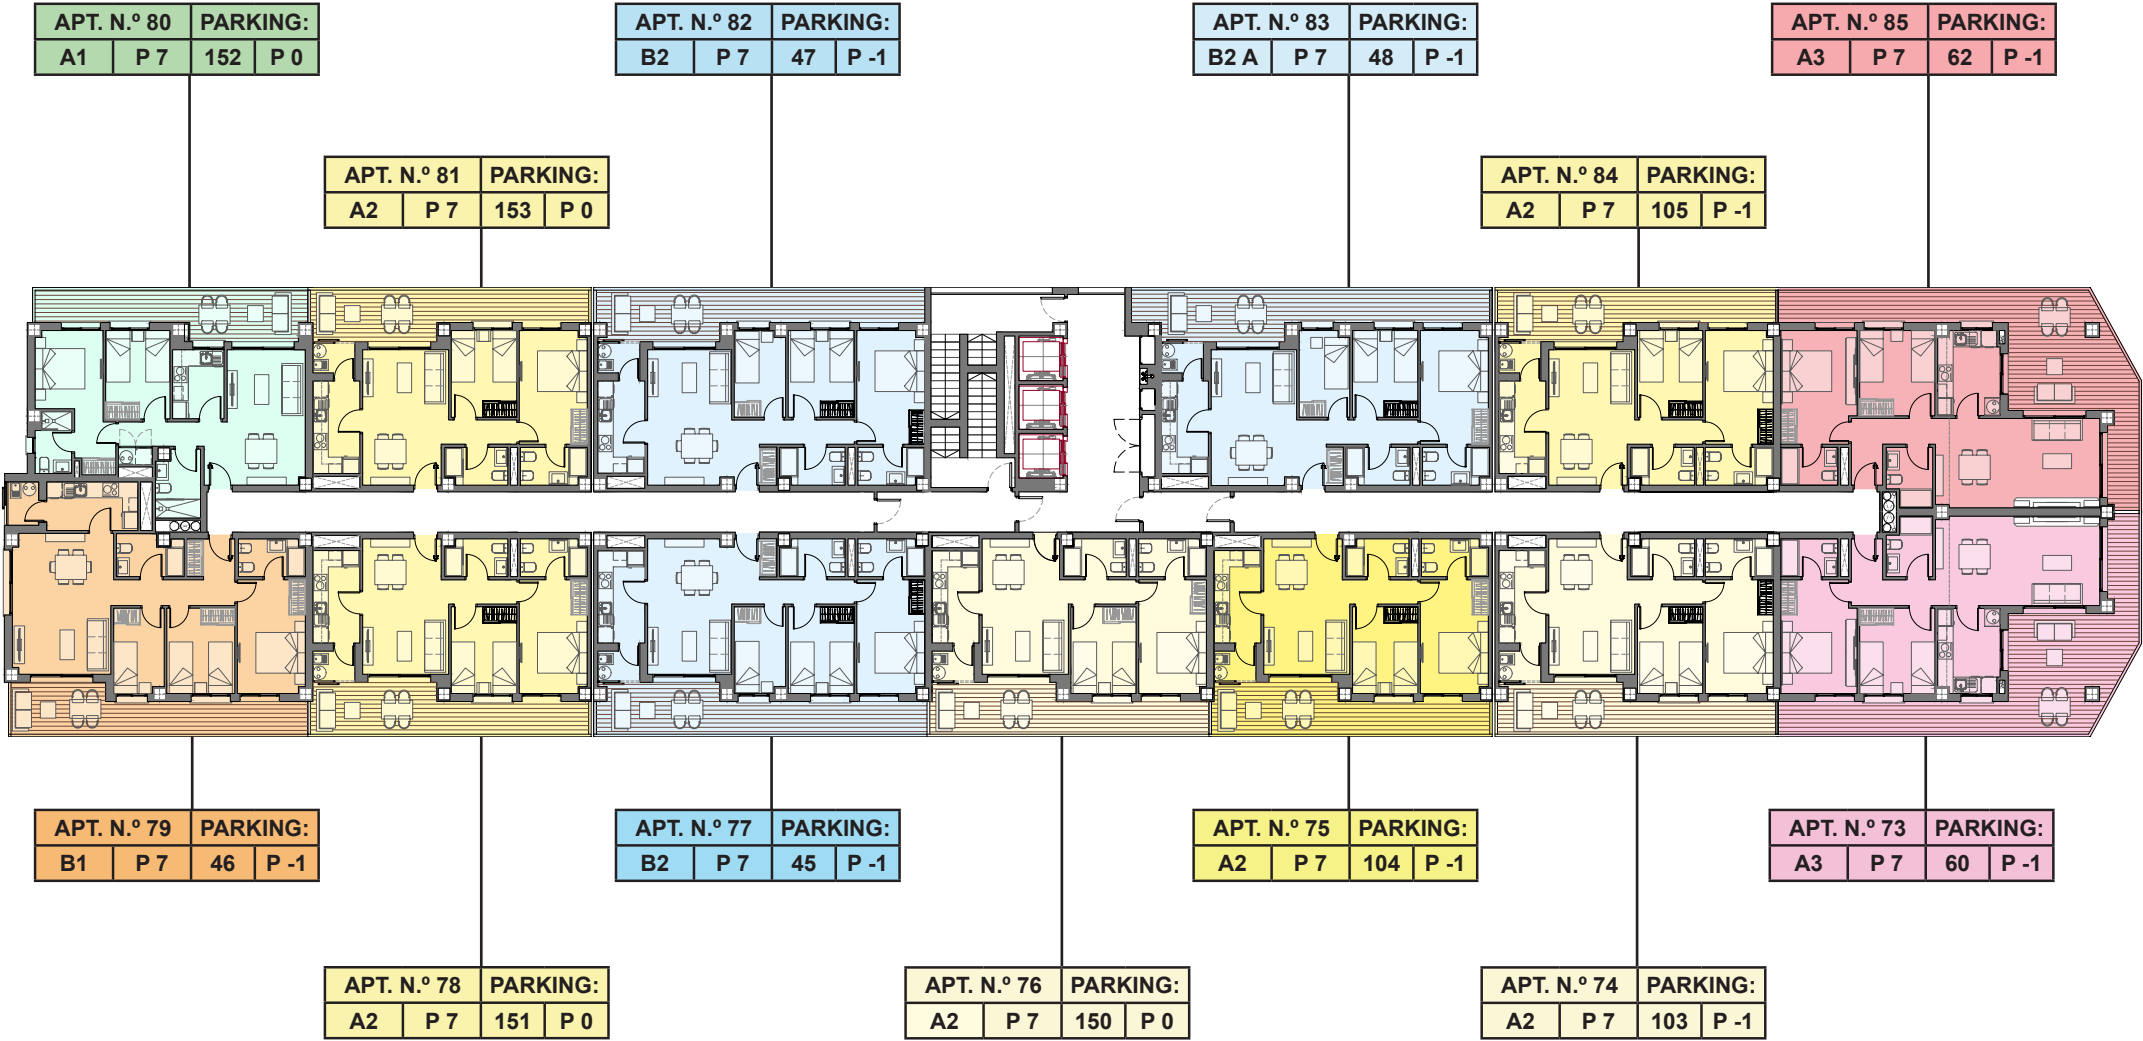 APT. N.º 80 PARKING:
A1 P 7 152 P 0
APT. N.º 82 PARKING:
B2 P 7 47 P -1
APT. N.º 83 PARKING:
B2 A P 7 48 P -1
APT. N.º 85 PARKING:
A3 P 7 62 P -1
APT. N.º 81 PARKING:
A2 P 7 153 P 0
APT. N.º 84 PARKING:
A2 P 7 105 P -1
APT. N.º 79 PARKING:
B1 P 7 46 P -1
APT. N.º 77 PARKING:
B2 P 7 45 P -1
APT. N.º 75 PARKING:
A2 P 7 104 P -1
APT. N.º 73 PARKING:
A3 P 7 60 P -1
APT. N.º 78 PARKING:
A2 P 7 151 P 0
APT. N.º 76 PARKING:
A2 P 7 150 P 0
APT. N.º 74 PARKING:
A2 P 7 103 P -1